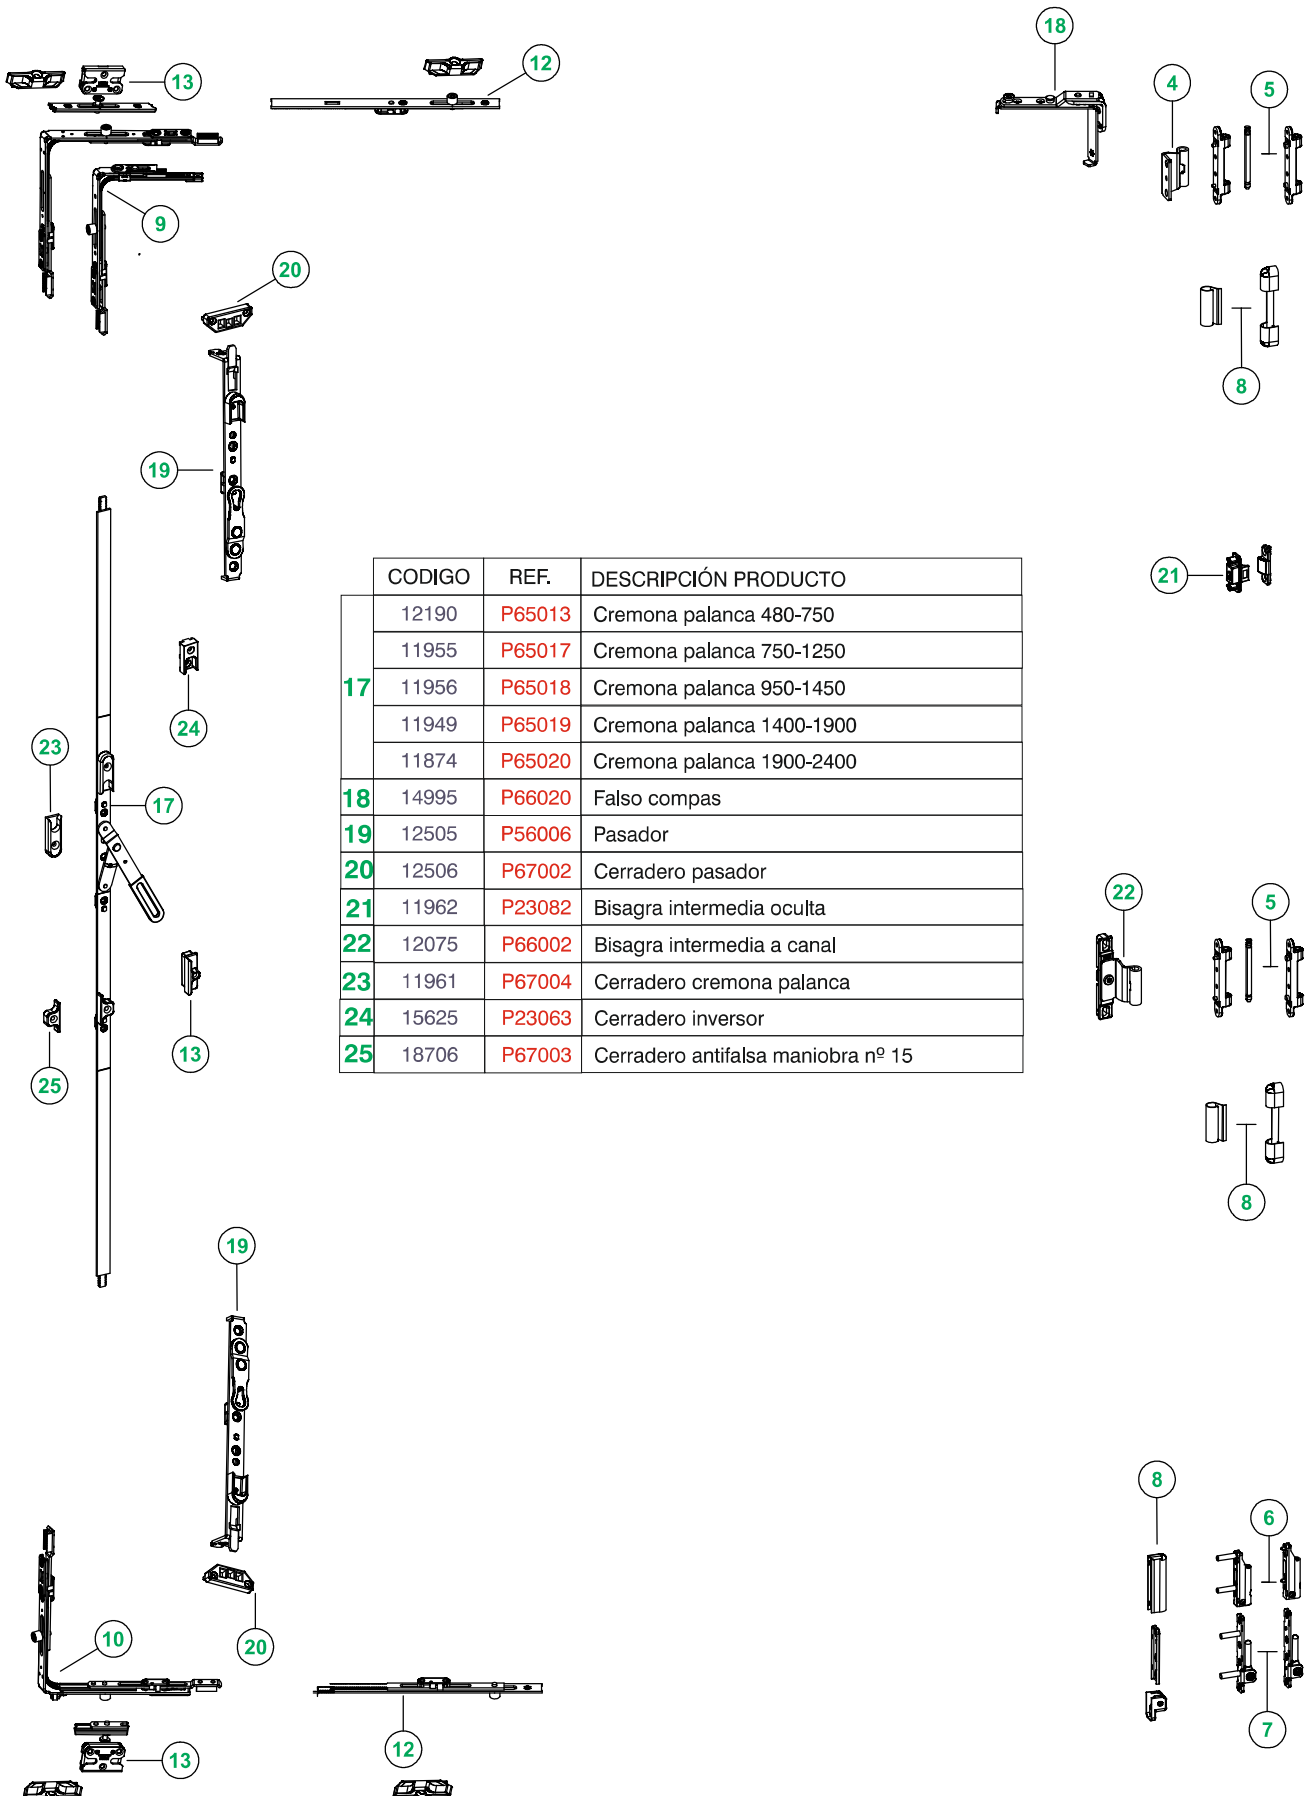 18
12
13
4
5
9
20
8
19
21
CODIGO REF. DESCRIPCIÓN PRODUCTO
12190 P65013 Cremona palanca 480-750
11955 P65017 Cremona palanca 750-1250
17 11956 P65018 Cremona palanca 950-1450
11949 P65019 Cremona palanca 1400-1900
11874 P65020 Cremona palanca 1900-2400
18 14995 P66020 Falso compas
19 12505 P56006 Pasador
20 12506 P67002 Cerradero pasador
21 11962 P23082 Bisagra intermedia oculta
22 12075 P66002 Bisagra intermedia a canal
23 11961 P67004 Cerradero cremona palanca
24 15625 P23063 Cerradero inversor
25 18706 P67003 Cerradero antifalsa maniobra nº 15
24
23
17
22
5
13
25
8
19
8
6
10
20
7
12
13